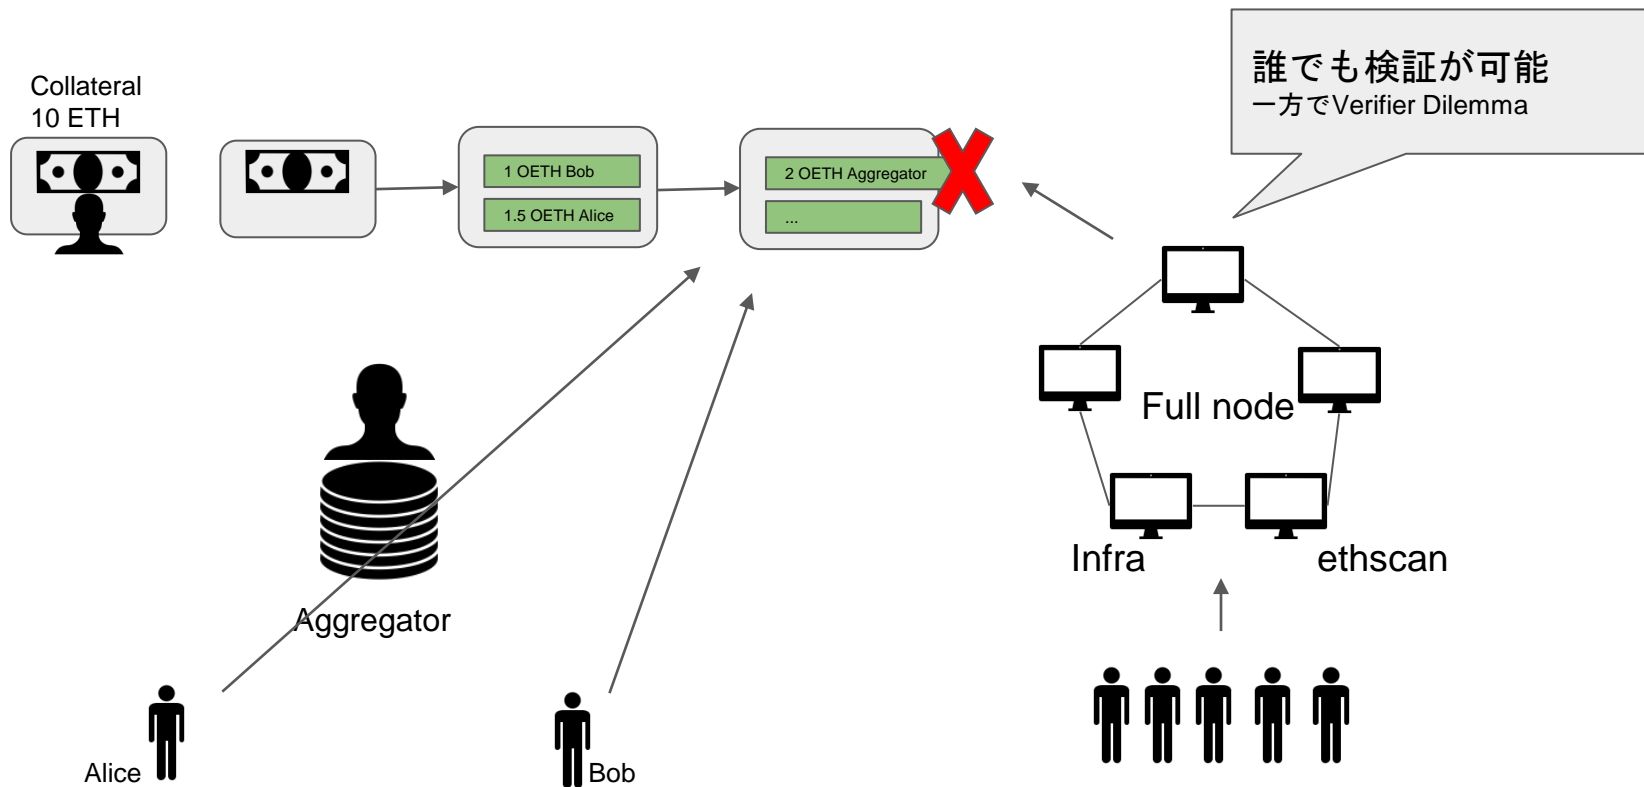 Collateral
10 ETH
1 OETH Bob
1.5 OETH Alice
2 OETH Aggregator
...
誰でも検証が可能
一方でVerifier Dilemma
Full node
Infra
ethscan
Aggregator
Alice
Bob